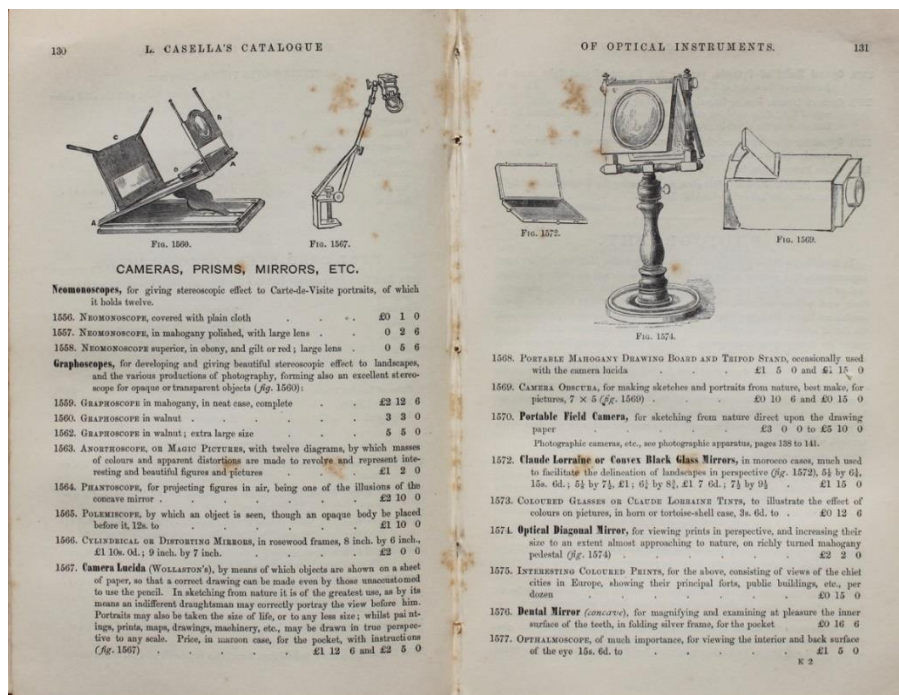 130
L. CASELLA'S CATALOGUE
C
B
D
A
A
FIG. 1560.
FIG. 1567.
CAMERAS, PRISMS, MIRRORS, ETC.
Neomonoscopes, for giving stereoscopic effect to Carte-de-Visite portraits, of which
it holds twelve.
1556. NEOMONOSCOPE, covered with plain cloth . . . £0 1 0
1557. NEOMONOSCOPE, in mahogany polished, with large lens . . 0 2 6
1558. NEOMONOSCOPE superior, in ebony, and gilt or red; large lens . 0 5 6
Graphoscopes, for developing and giving beautiful stereoscopic effect to landscapes,
and the various productions of photography, forming also an excellent stereo-
scope for opaque or transparent objects (fig. 1560):
1559. GRAPHOSCOPE in mahogany, in neat case, complete . . £2 12 6
1560. GRAPHOSCOPE in walnut . . . . . 3 3 0
1562. GRAPHOSCOPE in walnut; extra large size . . . 5 5 0
1563. ANORTHOSCOPE, OR MAGIC PICTURES, with twelve diagrams, by which masses
of colours and apparent distortions are made to revolve and represent inte-
resting and beautiful figures and pictures . . . £1 2 0
1564. PHANTOSCOPE, for projecting figures in air, being one of the illusions of the
concave mirror . . . . . . . £2 10 0
1565. POLEMISCOPE, by which an object is seen, though an opaque body be placed
before it, 12s. to . . . . . . £1 10 0
1566. CYLINDRICAL OR DISTORTING MIRRORS, in rosewood frames, 8 inch. by 6 inch.,
£1 10s. 0d.; 9 inch. by 7 inch. . . . . . £2 0 0
1567. Camera Lucida (WOLLASTON'S), by means of which objects are shown on a sheet
of paper, so that a correct drawing can be made even by those unaccustomed
to use the pencil. In sketching from nature it is of the greatest use, as by its
means an indifferent draughtsman may correctly portray the view before him.
Portraits may also be taken the size of life, or to any less size; whilst paint-
ings, prints, maps, drawings, machinery, etc., may be drawn in true perspec-
tive to any scale. Price, in maroon case, for the pocket, with instructions
(fig. 1567) . . . . . £1 12 6 and £2 5 0
OF OPTICAL INSTRUMENTS.
131
FIG. 1572.
FIG. 1569.
FIG. 1574.
1568. PORTABLE MAHOGANY DRAWING BOARD AND TRIPOD STAND, occasionally used
with the camera lucida . . . . £1 5 0 and £1 15 0
1569. CAMERA OBSCURA, for making sketches and portraits from nature, best make, for
pictures, 7 × 5 (fig. 1569) . . . . £0 10 6 and £0 15 0
1570. Portable Field Camera, for sketching from nature direct upon the drawing
paper . . . . . . £3 0 0 to £5 10 0
Photographic cameras, etc., see photographic apparatus, pages 138 to 141.
1572. Claude Lorraine or Convex Black Glass Mirrors, in morocco cases, much used
to facilitate the delineation of landscapes in perspective (fig. 1572), 5¼ by 6¼,
15s. 6d.; 5¼ by 7½, £1; 6½ by 8¾, £1 7 6d.; 7½ by 9½ . £1 15 0
1573. COLOURED GLASSES OR CLAUDE LORRAINE TINTS, to illustrate the effect of
colours on pictures, in horn or tortoise-shell case, 3s. 6d. to . £0 12 6
1574. Optical Diagonal Mirror, for viewing prints in perspective, and increasing their
size to an extent almost approaching to nature, on richly turned mahogany
pedestal (fig. 1574) . . . . . £2 2 0
1575. INTERESTING COLOURED PRINTS, for the above, consisting of views of the chief
cities in Europe, showing their principal forts, public buildings, etc., per
dozen . . . . . . £0 15 0
1576. Dental Mirror (concave), for magnifying and examining at pleasure the inner
surface of the teeth, in folding silver frame, for the pocket £0 16 6
1577. OPTHALMOSCOPE, of much importance, for viewing the interior and back surface
of the eye 15s. 6d. to . . . . . £1 5 0
K 2